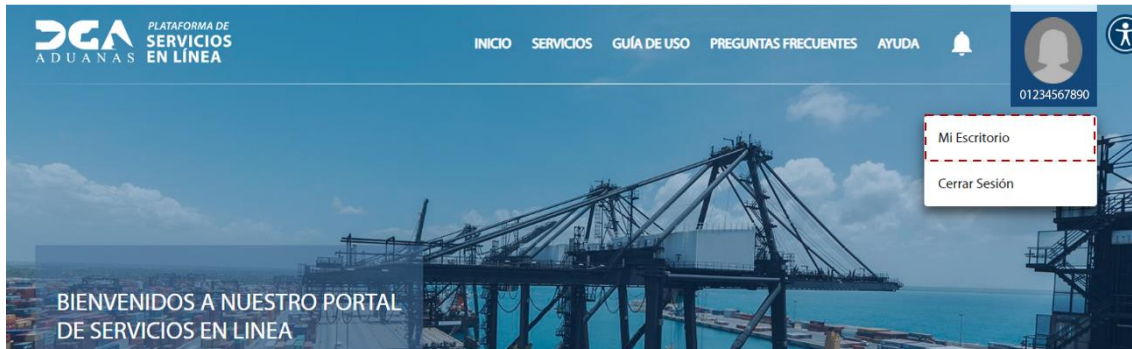 DGA
ADUANAS
PLATAFORMA DE
SERVICIOS
EN LÍNEA
INICIO SERVICIOS GUÍA DE USO PREGUNTAS FRECUENTES AYUDA
01234567890
Mi Escritorio
Cerrar Sesión
BIENVENIDOS A NUESTRO PORTAL
DE SERVICIOS EN LINEA